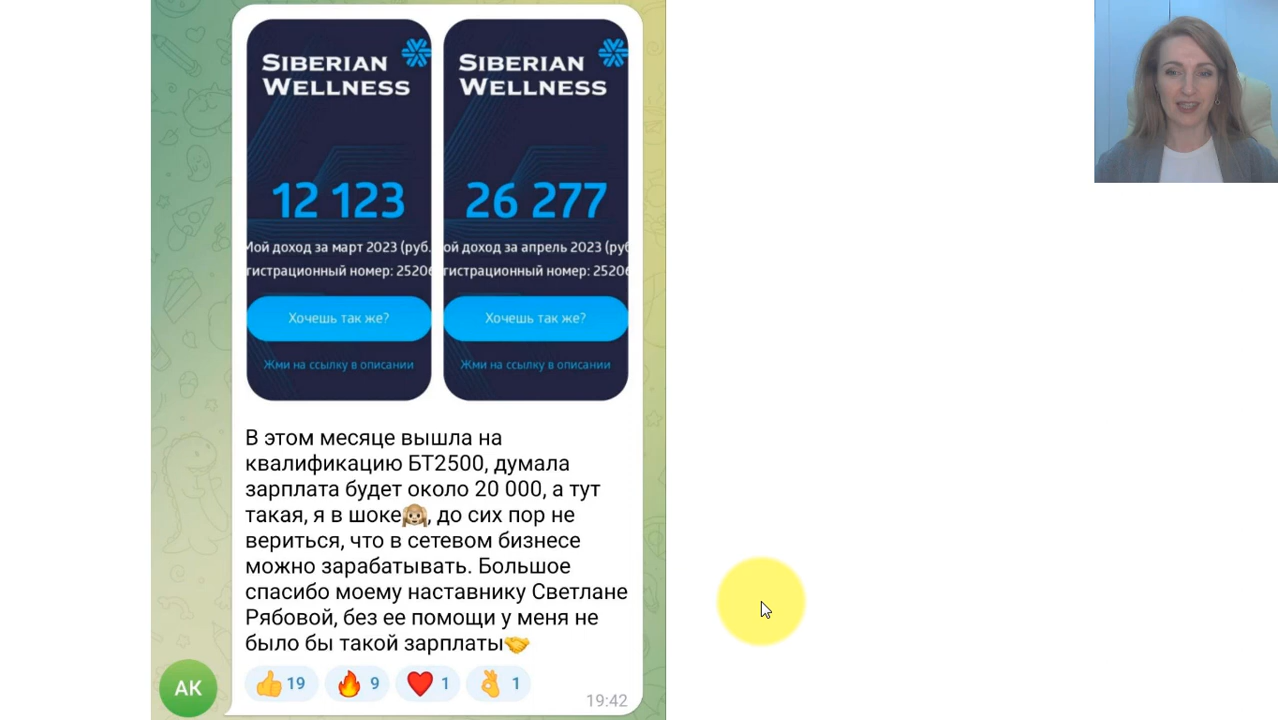 SIBERIAN
WELLNESS
12 123
Мой доход за март 2023 (руб.
гистрационный номер: 2520
Хочешь так же?
Жми на ссылку в описании
SIBERIAN
WELLNESS
26 277
ой доход за апрель 2023 (руб
гистрационный номер: 2520
Хочешь так же?
Жми на ссылку в описании
В этом месяце вышла на
квалификацию БТ2500, думала
зарплата будет около 20 000, а тут
такая, я в шоке🙉, до сих пор не
вериться, что в сетевом бизнесе
можно зарабатывать. Большое
спасибо моему наставнику Светлане
Рябовой, без ее помощи у меня не
было бы такой зарплаты🤝
👍 19 🔥 9 ❤️ 1 👌 1
19:42
АК